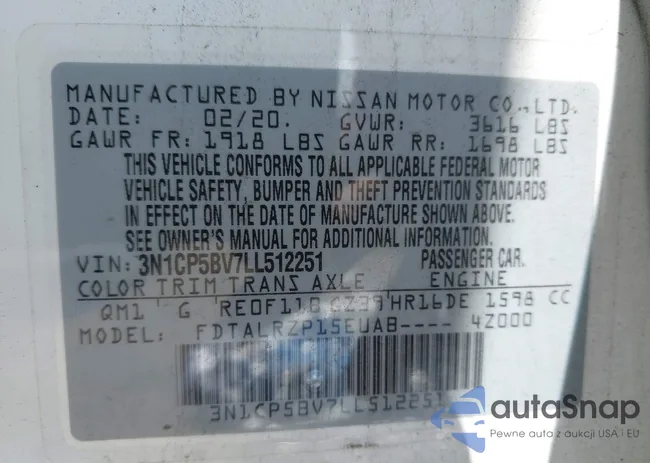 MANUFACTURED BY NISSAN MOTOR CO., LTD.
DATE: 02/20. GVWR: 3616 LBS
GAWR FR: 1918 LBS GAWR RR: 1698 LBS
THIS VEHICLE CONFORMS TO ALL APPLICABLE FEDERAL MOTOR
VEHICLE SAFETY, BUMPER AND THEFT PREVENTION STANDARDS
IN EFFECT ON THE DATE OF MANUFACTURE SHOWN ABOVE.
SEE OWNER'S MANUAL FOR ADDITIONAL INFORMATION.
VIN: 3N1CP5BV7LL512251 PASSENGER CAR.
COLOR TRIM TRANS AXLE ENGINE
QM1 G RE0F11B GZ39 HR16DE 1598 CC
MODEL: FDTALRZP15EUAB---- 4Z000
3N1CP5BV7LL512251
autoSnap
Pewne auta z aukcji USA i EU